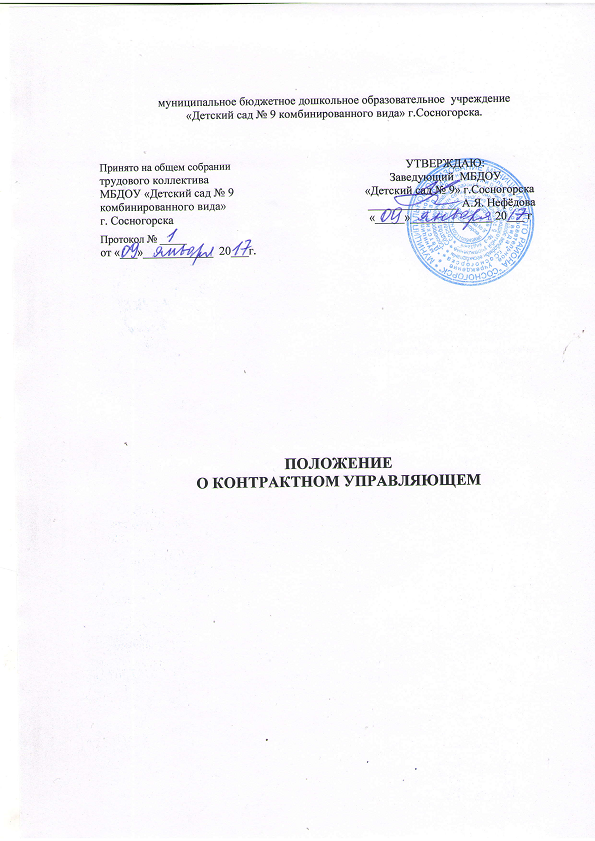 муниципальное бюджетное дошкольное образовательное учреждение
«Детский сад № 9 комбинированного вида» г.Сосногорска.
Принято на общем собрании
трудового коллектива
МБДОУ «Детский сад № 9
комбинированного вида»
г. Сосногорска
Протокол № 1
от «09» января 2017г.
УТВЕРЖДАЮ:
Заведующий МБДОУ
«Детский сад № 9» г.Сосногорска
А.Я. Нефёдова
«09» января 2017г
ПОЛОЖЕНИЕ
О КОНТРАКТНОМ УПРАВЛЯЮЩЕМ